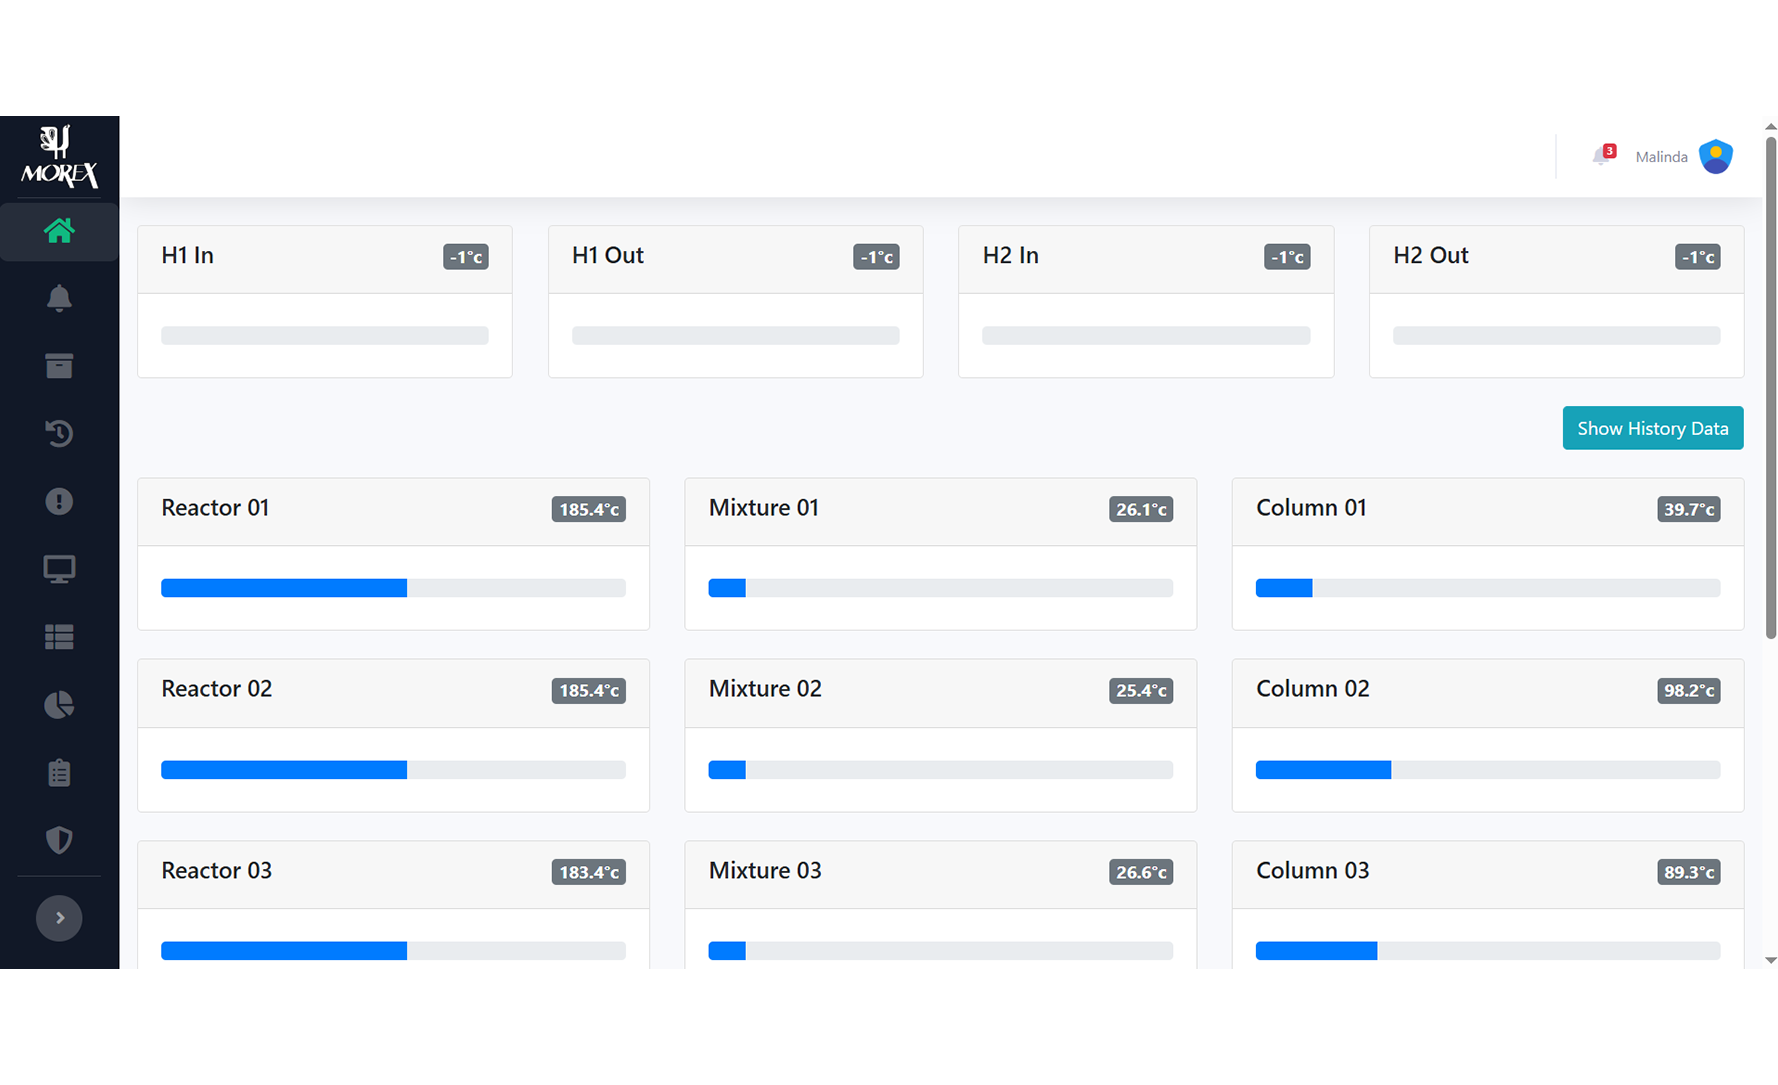 MOREX
3
Malinda
H1 In
-1°c
H1 Out
-1°c
H2 In
-1°c
H2 Out
-1°c
Show History Data
Reactor 01
185.4°c
Mixture 01
26.1°c
Column 01
39.7°c
Reactor 02
185.4°c
Mixture 02
25.4°c
Column 02
98.2°c
Reactor 03
183.4°c
Mixture 03
26.6°c
Column 03
89.3°c